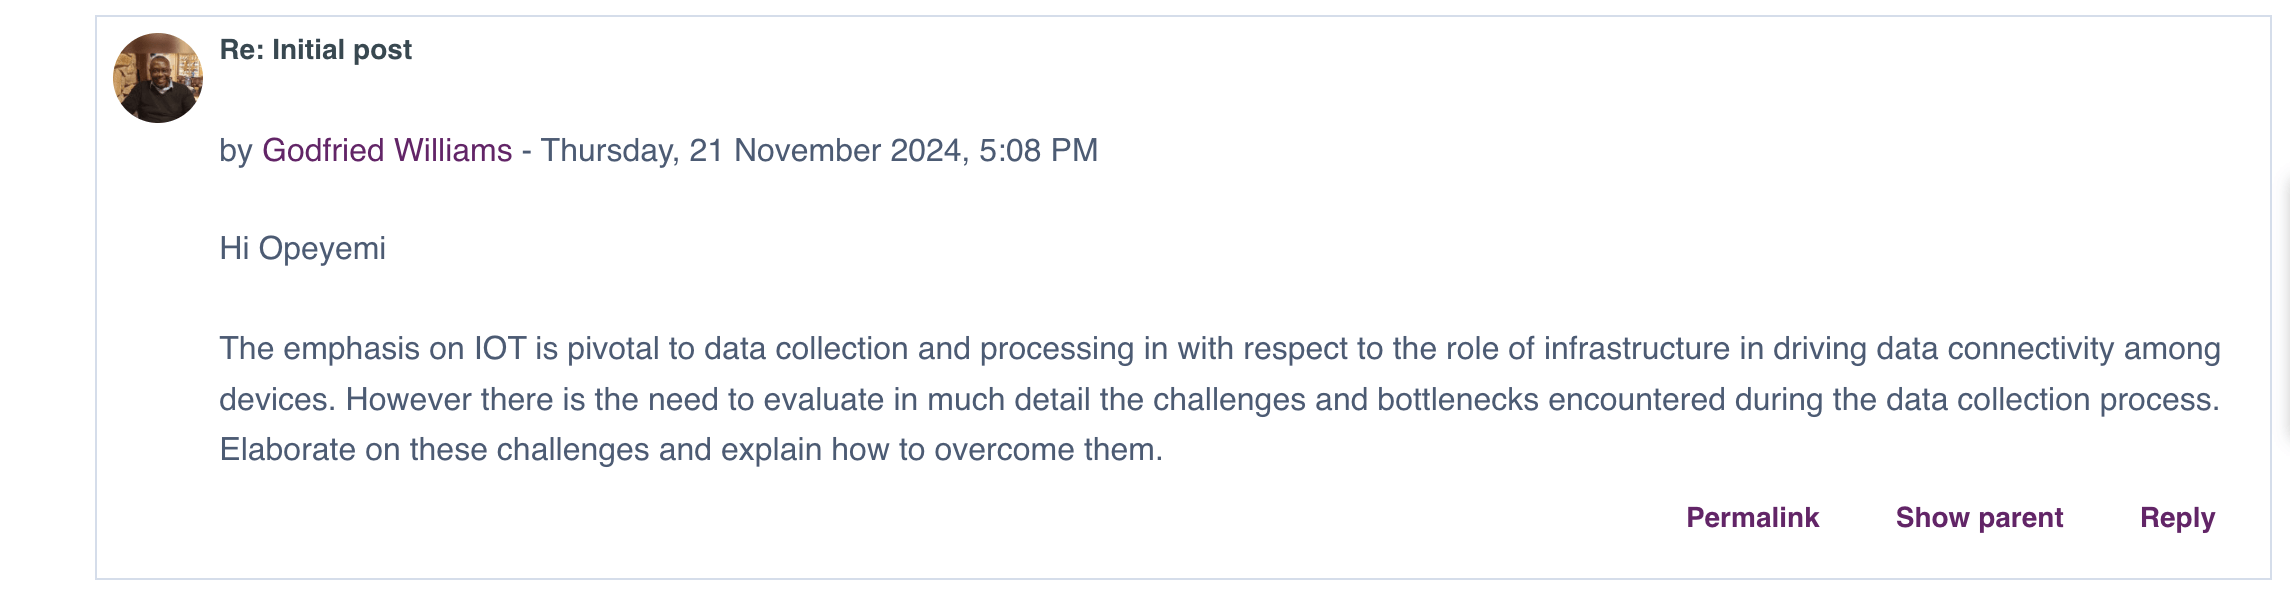 Re: Initial post
by Godfried Williams - Thursday, 21 November 2024, 5:08 PM
Hi Opeyemi
The emphasis on IOT is pivotal to data collection and processing in with respect to the role of infrastructure in driving data connectivity among
devices. However there is the need to evaluate in much detail the challenges and bottlenecks encountered during the data collection process.
Elaborate on these challenges and explain how to overcome them.
Permalink Show parent Reply